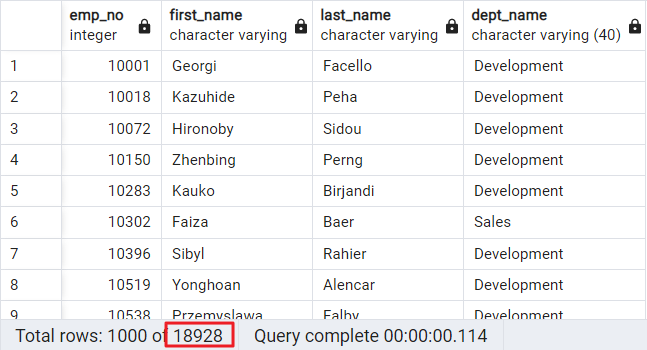 emp_no first_name last_name dept_name
integer character varying character varying character varying (40)
1 10001 Georgi Facello Development
2 10018 Kazuhide Peha Development
3 10072 Hironoby Sidou Development
4 10150 Zhenbing Perng Development
5 10283 Kauko Birjandi Development
6 10302 Faiza Baer Sales
7 10396 Sibyl Rahier Development
8 10519 Yonghoan Alencar Development
9 10538 Przemyslawa Falby Development
Total rows: 1000 of 18928 Query complete 00:00:00.114